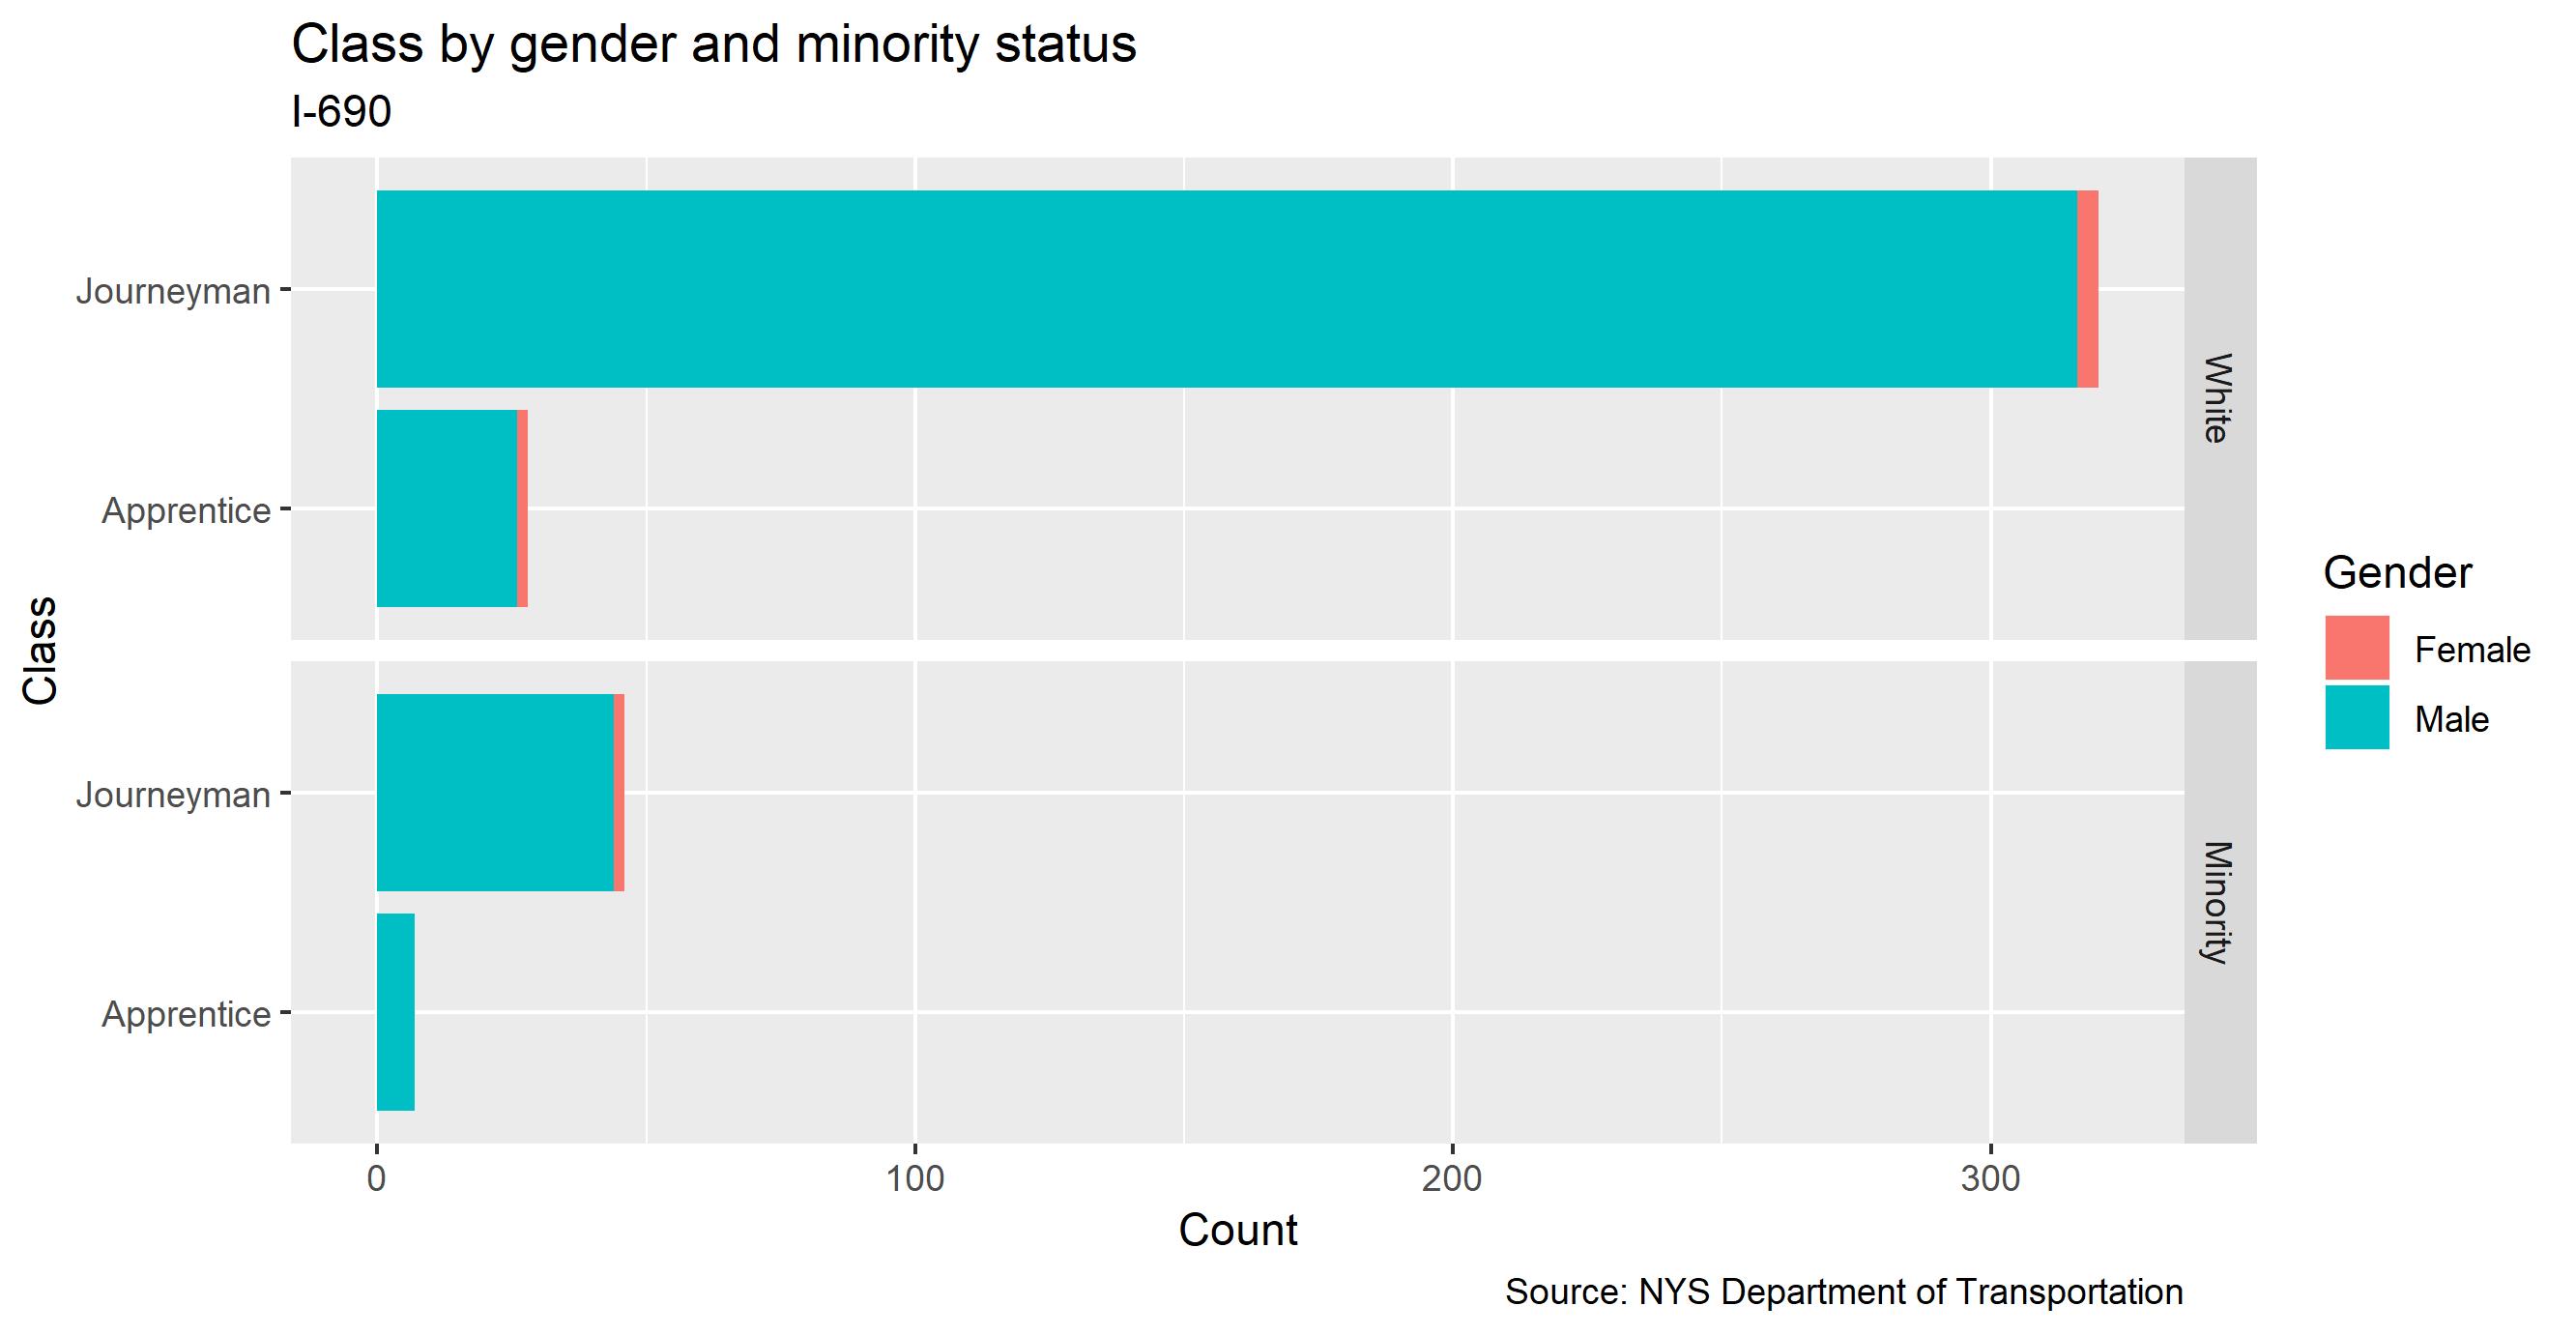 Class by gender and minority status
I-690
Class
Journeyman
Apprentice
White
Journeyman
Apprentice
Minority
0 100 200 300
Count
Gender
Female
Male
Source: NYS Department of Transportation